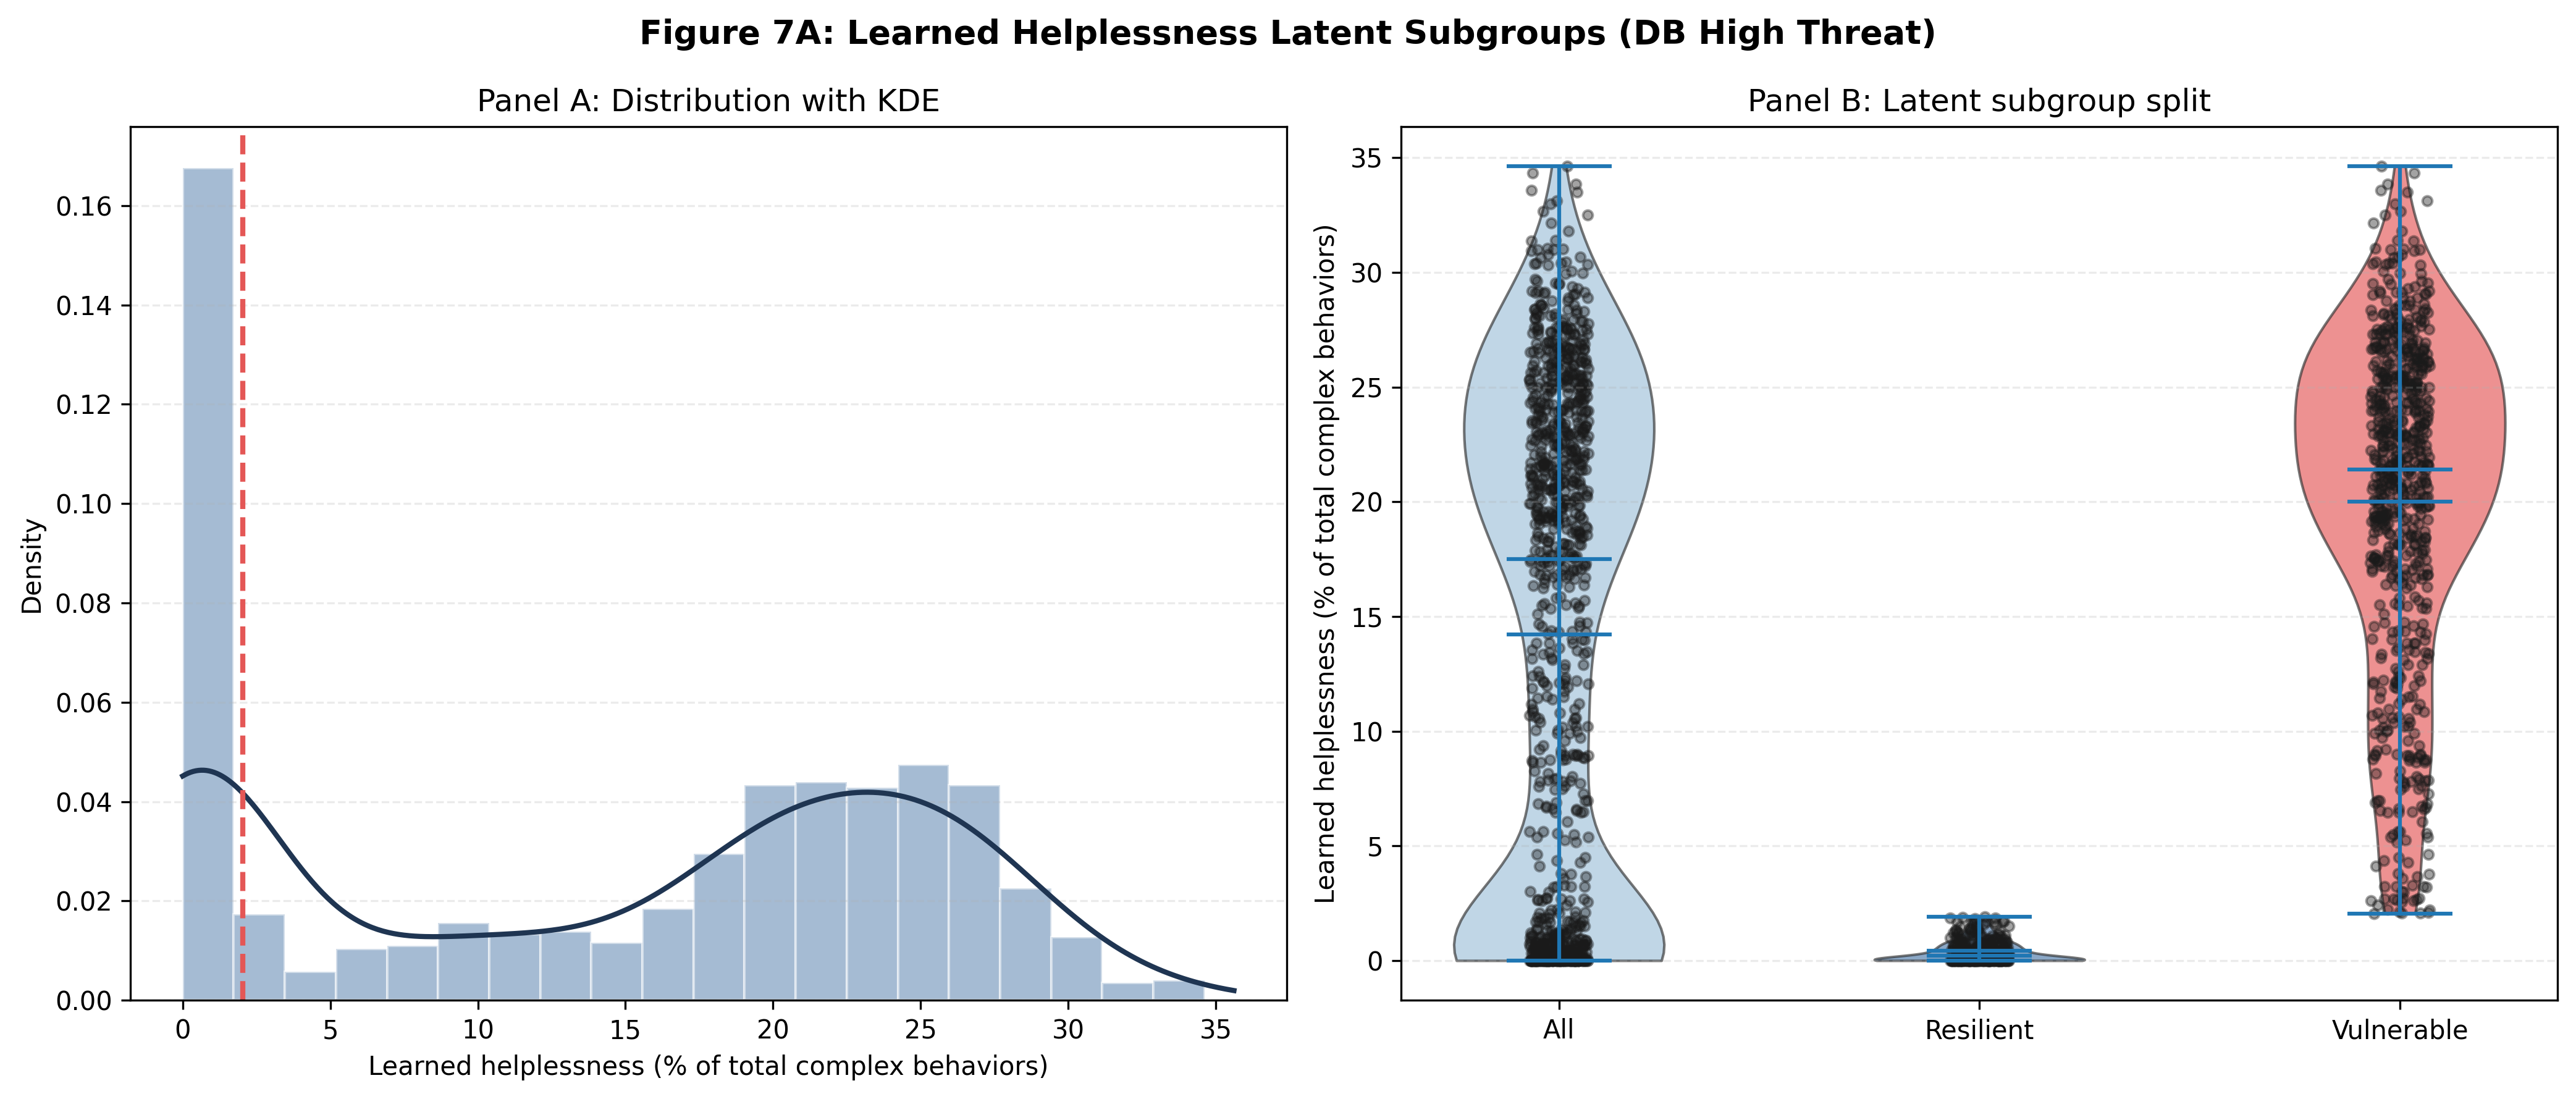 Figure 7A: Learned Helplessness Latent Subgroups (DB High Threat)
Panel A: Distribution with KDE
Density
0.16
0.14
0.12
0.10
0.08
0.06
0.04
0.02
0.00
0 5 10 15 20 25 30 35
Learned helplessness (% of total complex behaviors)
Panel B: Latent subgroup split
Learned helplessness (% of total complex behaviors)
35
30
25
20
15
10
5
0
All Resilient Vulnerable